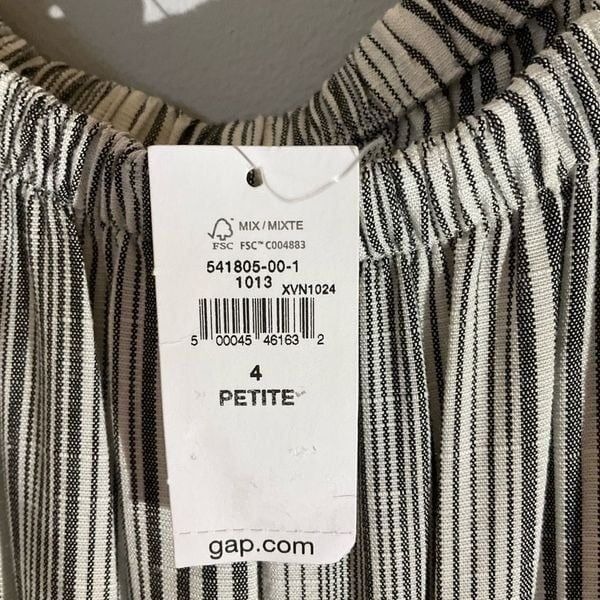 MIX / MIXTE
FSC FSC™ C004883
541805-00-1
1013 XVN1024
5 00045 46163 2
4
PETITE
gap.com